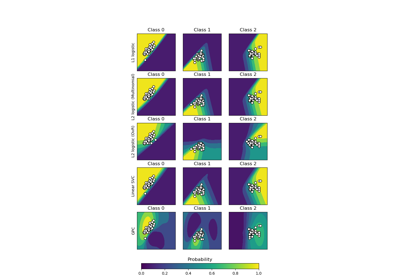 Class 0 Class 1 Class 2
L1 logistic
Class 0 Class 1 Class 2
L2 logistic (Multinomial)
Class 0 Class 1 Class 2
L2 logistic (OvR)
Class 0 Class 1 Class 2
Linear SVC
Class 0 Class 1 Class 2
GPC
Probability
0.0 0.2 0.4 0.6 0.8 1.0